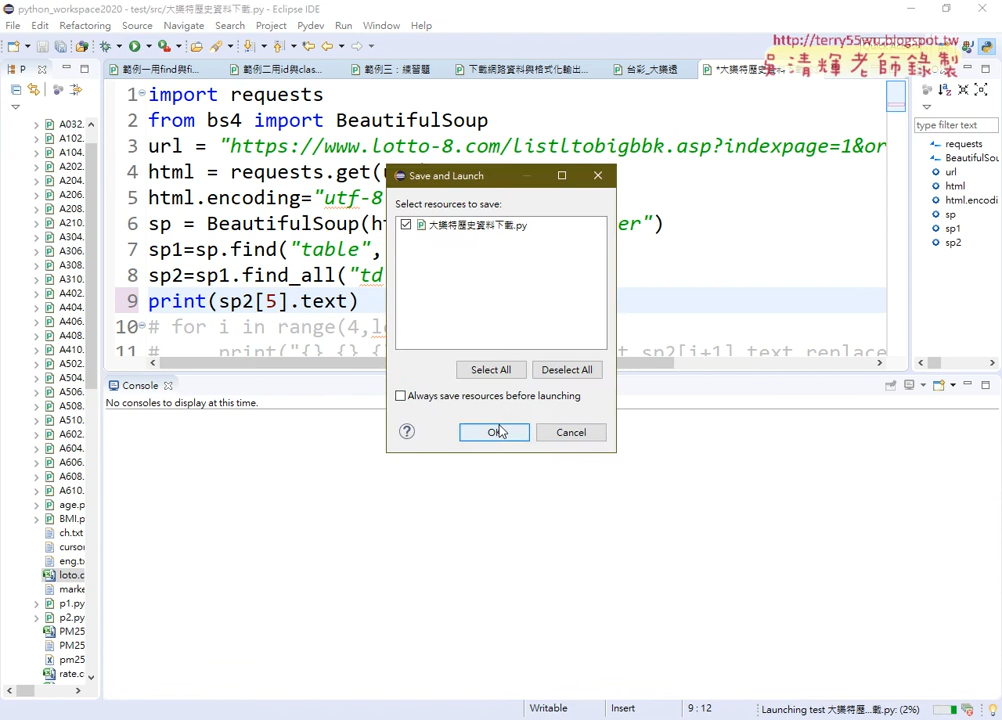 python_workspace2020 - test/src/大樂特歷史資料下載.py - Eclipse IDE
File Edit Refactoring Source Navigate Search Project Pydev Run Window Help
http://terry55wu.blogspot.tw
吳清輝老師錄製
P
範例一用find與fi...
範例二用id與clas...
範例三：練習題
下載網路資料與格式化輸出...
台彩_大樂透
*大樂特歷史資
1 import requests
2 from bs4 import BeautifulSoup
3 url = "https://www.lotto-8.com/listltobigbbk.asp?indexpage=1&or
4 html = requests.get(
5 html.encoding="utf-8
6 sp = BeautifulSoup(h er")
7 sp1=sp.find("table",
8 sp2=sp1.find_all("td
9 print(sp2[5].text)
10 # for i in range(4,l
11 # print("{} {} { t sp2[i+1].text.replace
A032.
A102.
A104.
A202.
A204.
A206.
A208.
A210.
A304.
A306.
A308.
A310.
A402.
A404.
A406.
A408.
A410.
A502.
A504.
A506.
A508.
A510.
A602.
A604.
A606.
A608.
A610.
age.p
BMI.p
ch.txt
cursor
eng.tx
loto.c
marke
p1.py
p2.py
PM25
PM25
pm25
rate.c
Save and Launch
Select resources to save:
大樂特歷史資料下載.py
Select All
Deselect All
Always save resources before launching
OK
Cancel
type filter text
requests
BeautifulSou
url
html
html.encodi
sp
sp1
sp2
Console
No consoles to display at this time.
Writable
Insert
9 : 12
Launching test 大樂特歷...載.py: (2%)